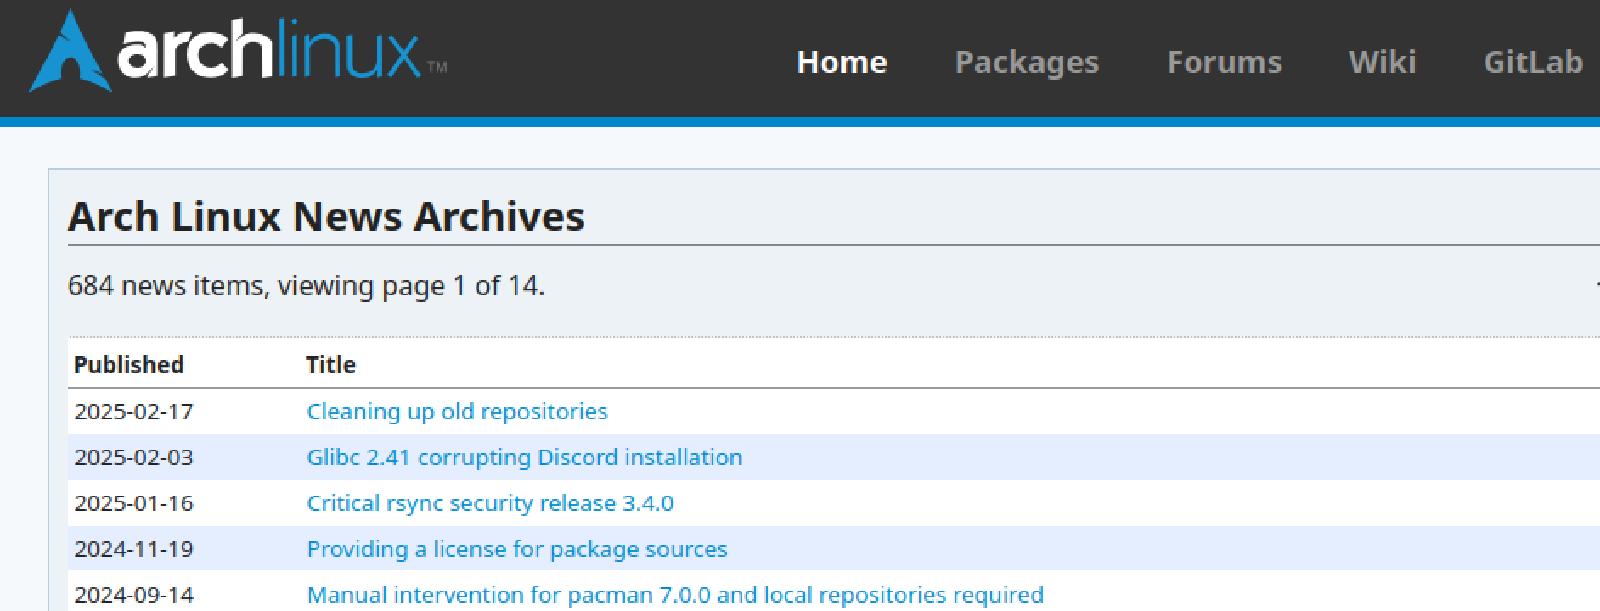 archlinux™ Home Packages Forums Wiki GitLab
Arch Linux News Archives
684 news items, viewing page 1 of 14.
Published Title
2025-02-17 Cleaning up old repositories
2025-02-03 Glibc 2.41 corrupting Discord installation
2025-01-16 Critical rsync security release 3.4.0
2024-11-19 Providing a license for package sources
2024-09-14 Manual intervention for pacman 7.0.0 and local repositories required